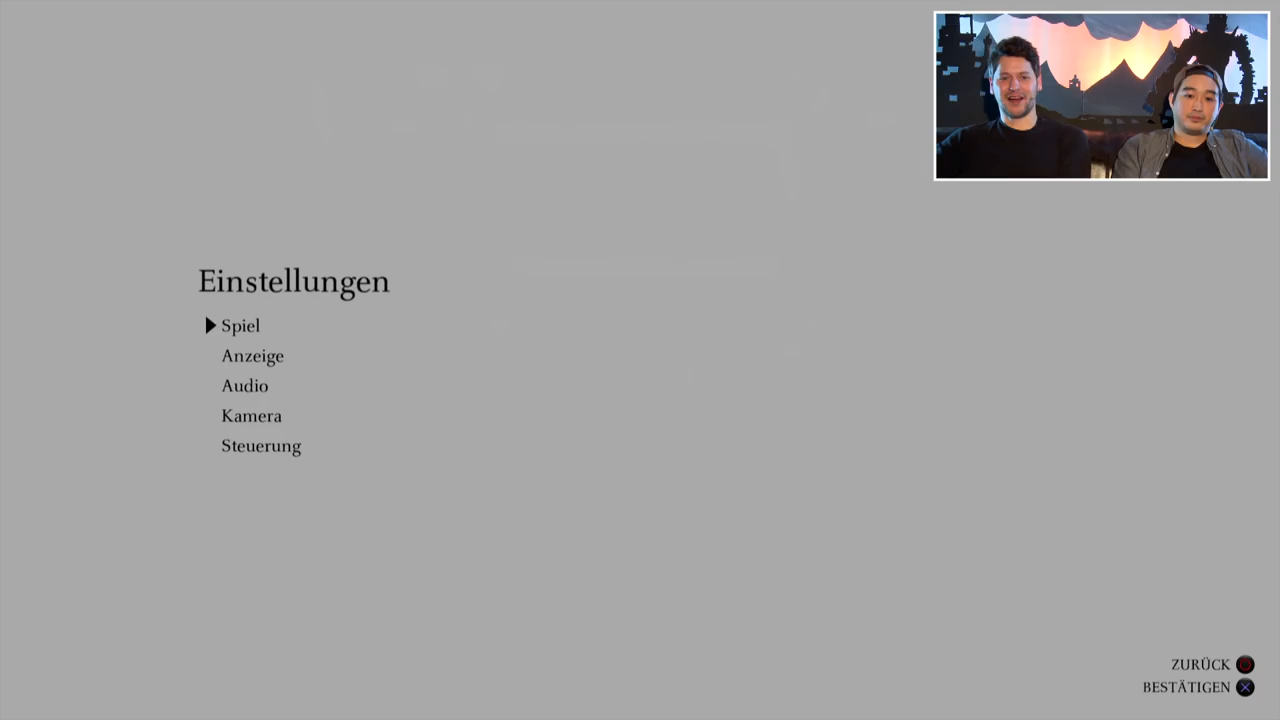 Einstellungen
Spiel
Anzeige
Audio
Kamera
Steuerung
ZURÜCK
BESTÄTIGEN